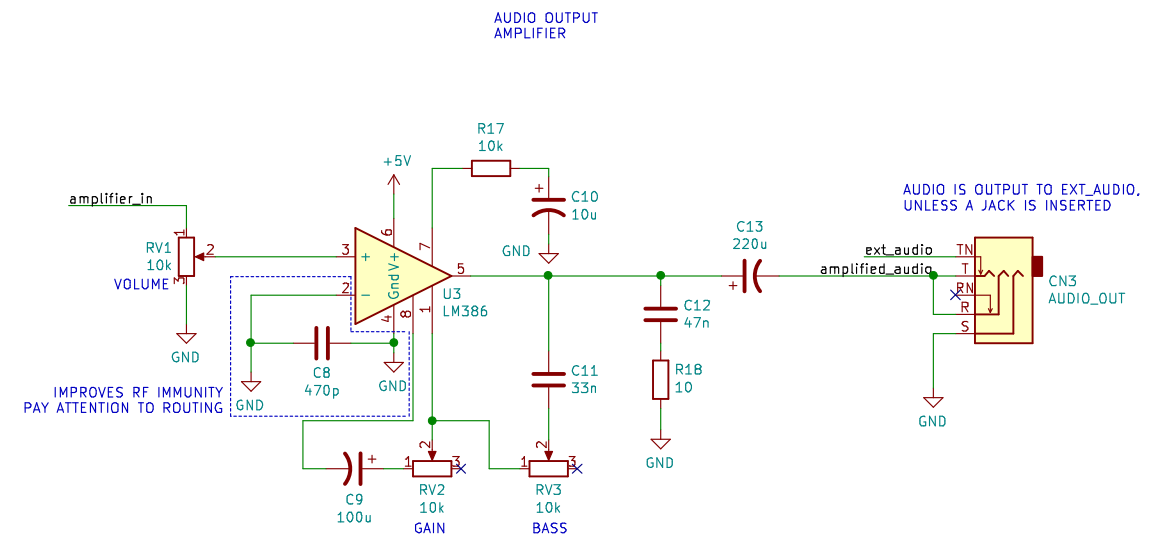 AUDIO OUTPUT
AMPLIFIER
R17
10k
+5V
C10
10u
GND
amplifier_in
1
RV1
10k
2
3
VOLUME
GND
3
+
6
V+
7
2
−
Gnd
4
8
1
5
U3
LM386
C8
470p
GND
GND
IMPROVES RF IMMUNITY
PAY ATTENTION TO ROUTING
+
C9
100u
1
2
3
RV2
10k
GAIN
C11
33n
1
2
3
RV3
10k
BASS
C12
47n
R18
10
GND
C13
220u
+
AUDIO IS OUTPUT TO EXT_AUDIO,
UNLESS A JACK IS INSERTED
ext_audio
amplified_audio
TN
T
RN
R
S
CN3
AUDIO_OUT
GND